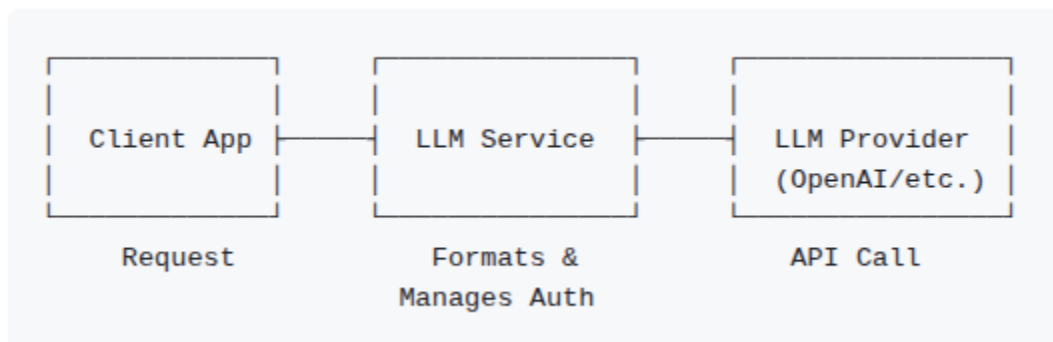 Client App LLM Service LLM Provider
(OpenAI/etc.)
Request Formats & API Call
Manages Auth